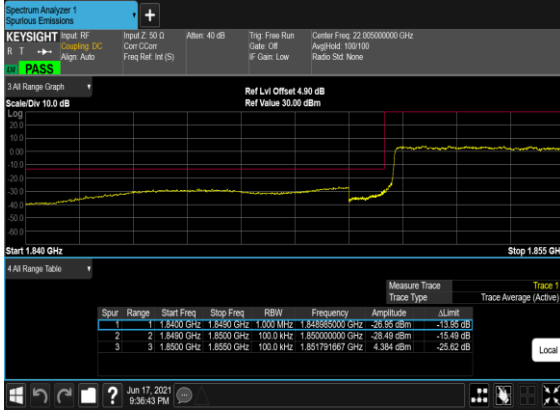 Spectrum Analyzer 1
Spurious Emissions
KEYSIGHT Input: RF Input Z: 50 Ω Atten: 40 dB Trig: Free Run Center Freq: 22.005000000 GHz
R T Coupling: DC Corr CCorr Gate: Off Avg|Hold: 100/100
Align: Auto Freq Ref: Int (S) IF Gain: Low Radio Std: None
PASS
3 All Range Graph
Ref Lvl Offset 4.90 dB
Scale/Div 10.0 dB Ref Value 30.00 dBm
Log
20.0
10.0
0.00
-10.0
-20.0
-30.0
-40.0
-50.0
-60.0
Start 1.840 GHz Stop 1.855 GH
4 All Range Table
Measure Trace Trace 1
Trace Type Trace Average (Active)
Spur Range Start Freq Stop Freq RBW Frequency Amplitude ΔLimit
1 1 1.8400 GHz 1.8490 GHz 1.000 MHz 1.848985000 GHz -26.95 dBm -13.95 dB
2 2 1.8490 GHz 1.8500 GHz 100.0 kHz 1.850000000 GHz -28.49 dBm -15.49 dB
3 3 1.8500 GHz 1.8550 GHz 100.0 kHz 1.851791667 GHz 4.384 dBm -25.62 dB
Local
?
Jun 17, 2021
9:36:43 PM